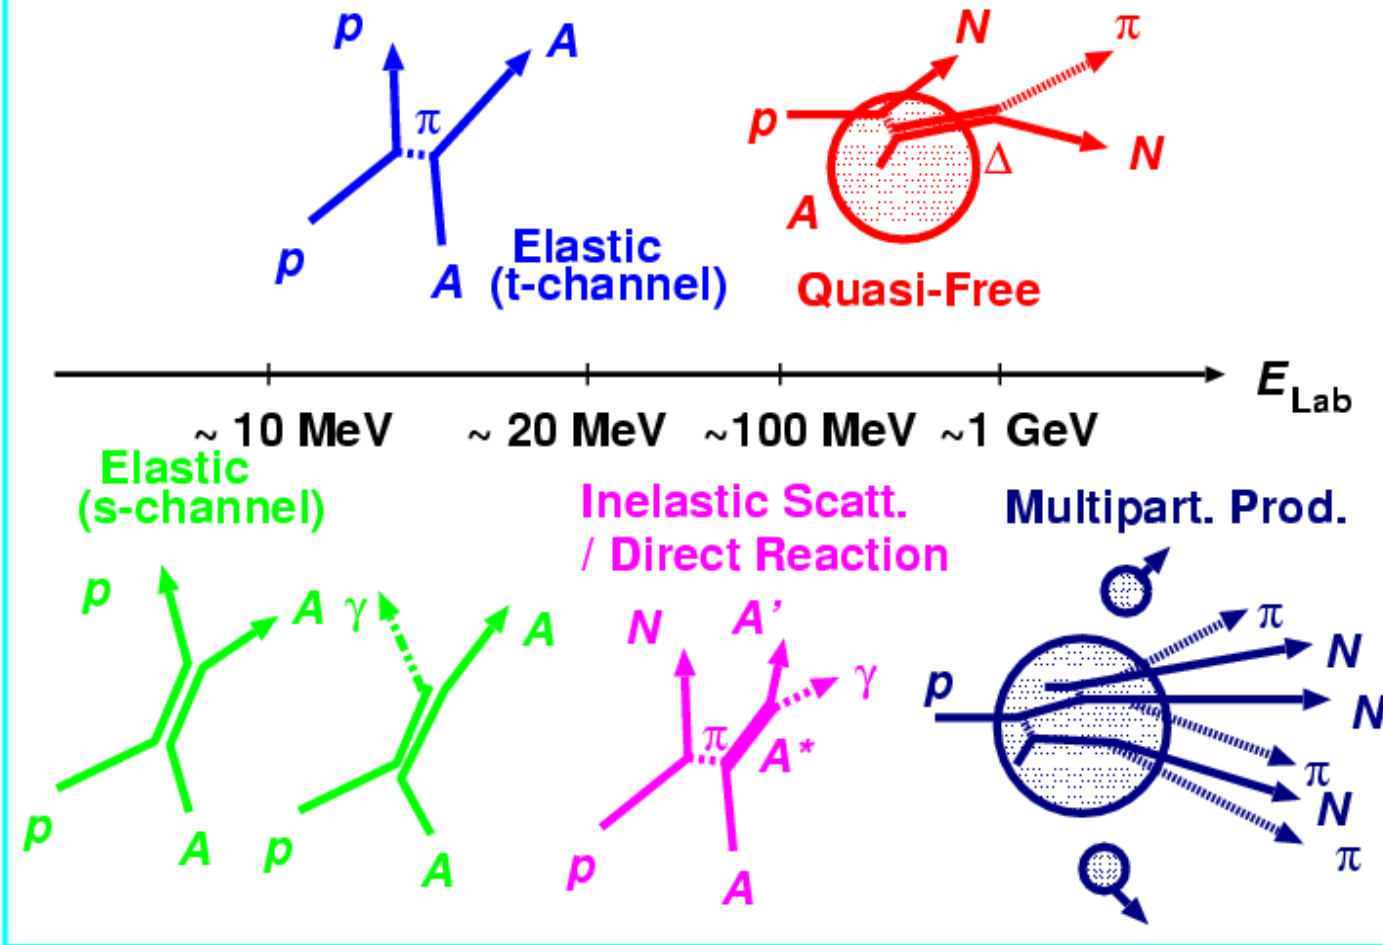 p
A
π
p
A
Elastic
(t-channel)
N
π
p
N
Δ
A
Quasi-Free
E Lab
~ 10 MeV
~ 20 MeV
~100 MeV
~1 GeV
Elastic
(s-channel)
p
A
p
A
γ
A
p
A
Inelastic Scatt.
/ Direct Reaction
N
A’
γ
π
A*
p
A
Multipart. Prod.
p
π
N
N
π
N
π